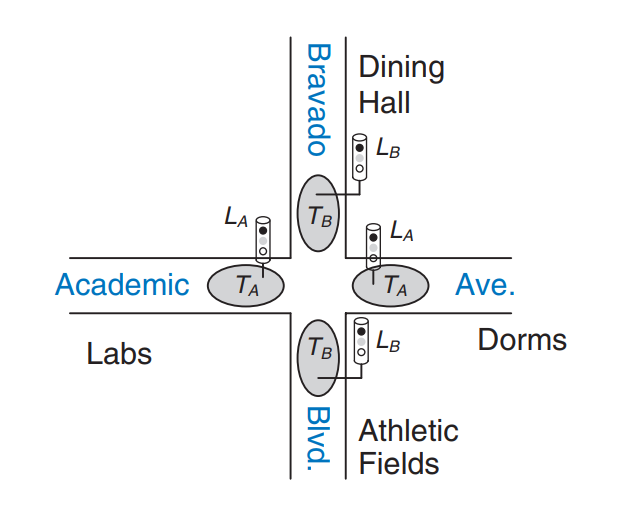 Bravado
Dining
Hall
LB
TB
LA
LA
Academic
TA
TA
Ave.
Labs
TB
LB
Dorms
Blvd.
Athletic
Fields